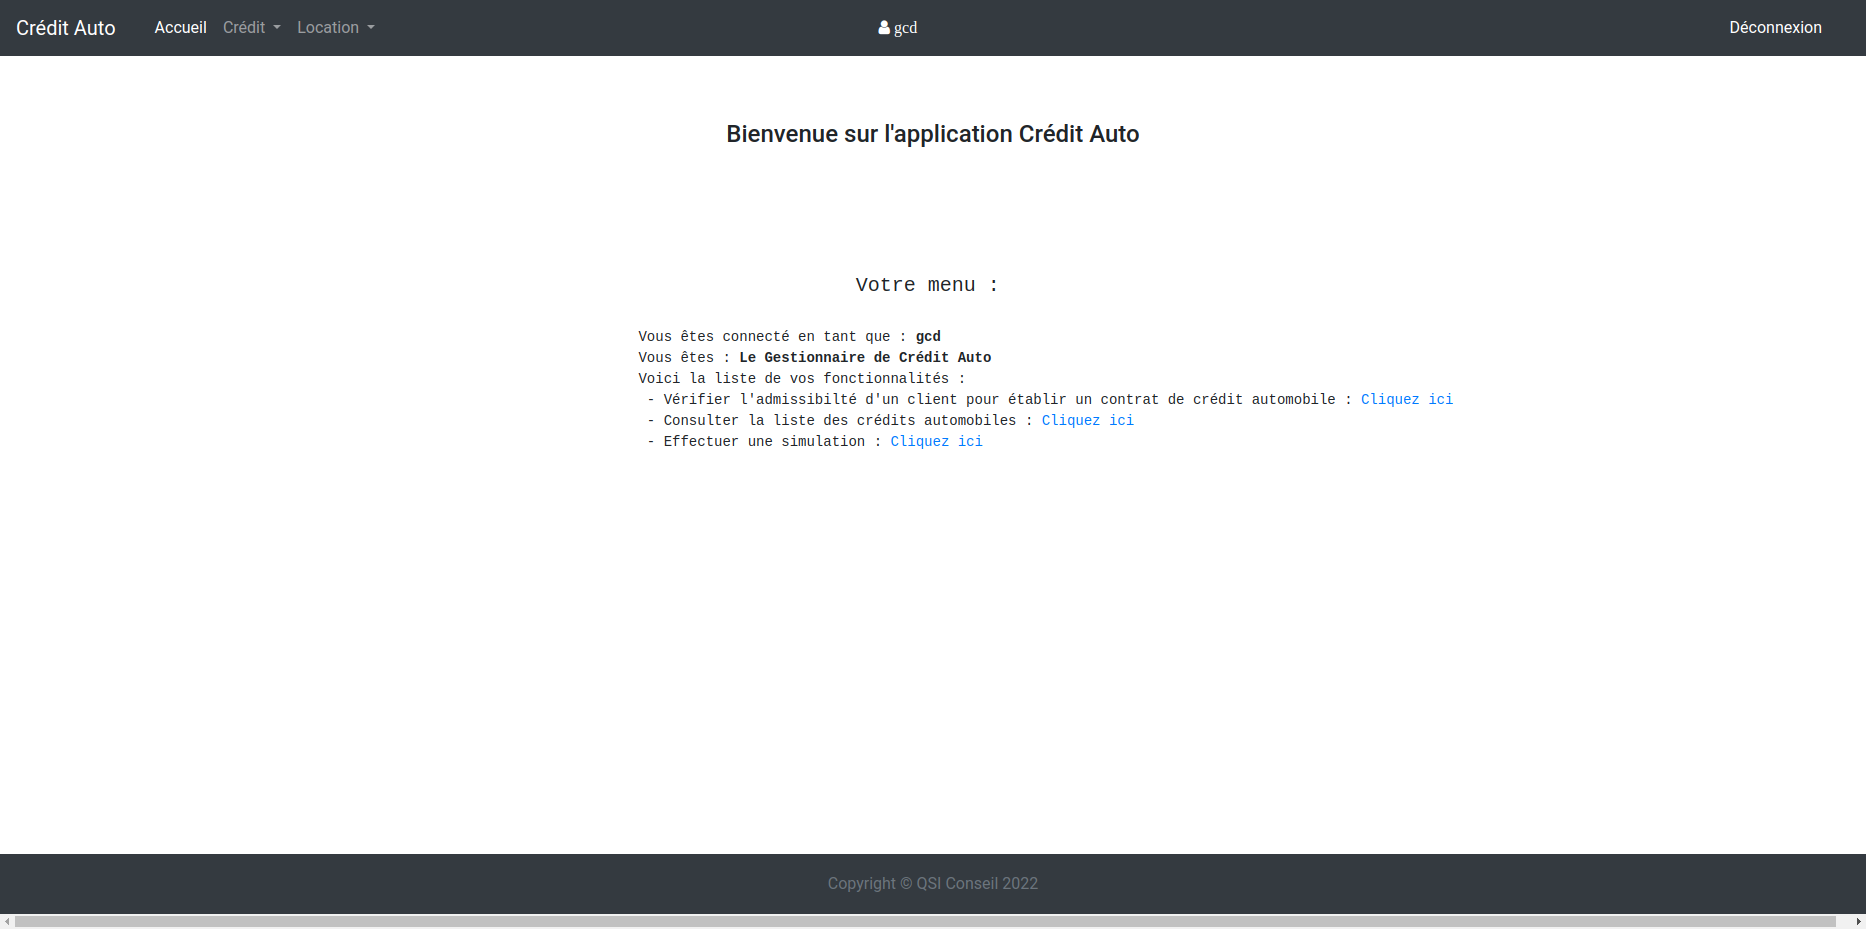 Crédit Auto Accueil Crédit Location gcd Déconnexion
Bienvenue sur l'application Crédit Auto
Votre menu :
Vous êtes connecté en tant que : gcd
Vous êtes : Le Gestionnaire de Crédit Auto
Voici la liste de vos fonctionnalités :
- Vérifier l'admissibilté d'un client pour établir un contrat de crédit automobile : Cliquez ici
- Consulter la liste des crédits automobiles : Cliquez ici
- Effectuer une simulation : Cliquez ici
Copyright © QSI Conseil 2022